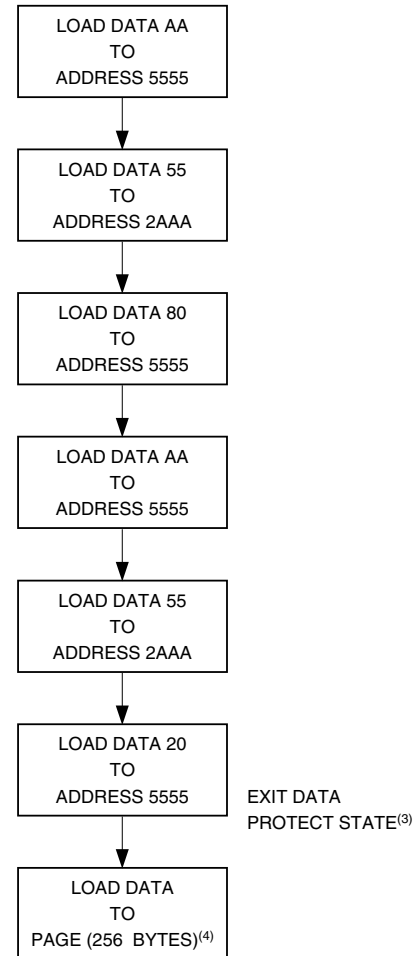 LOAD DATA AA
TO
ADDRESS 5555
LOAD DATA 55
TO
ADDRESS 2AAA
LOAD DATA 80
TO
ADDRESS 5555
LOAD DATA AA
TO
ADDRESS 5555
LOAD DATA 55
TO
ADDRESS 2AAA
LOAD DATA 20
TO
ADDRESS 5555
EXIT DATA
PROTECT STATE(3)
LOAD DATA
TO
PAGE (256 BYTES)(4)